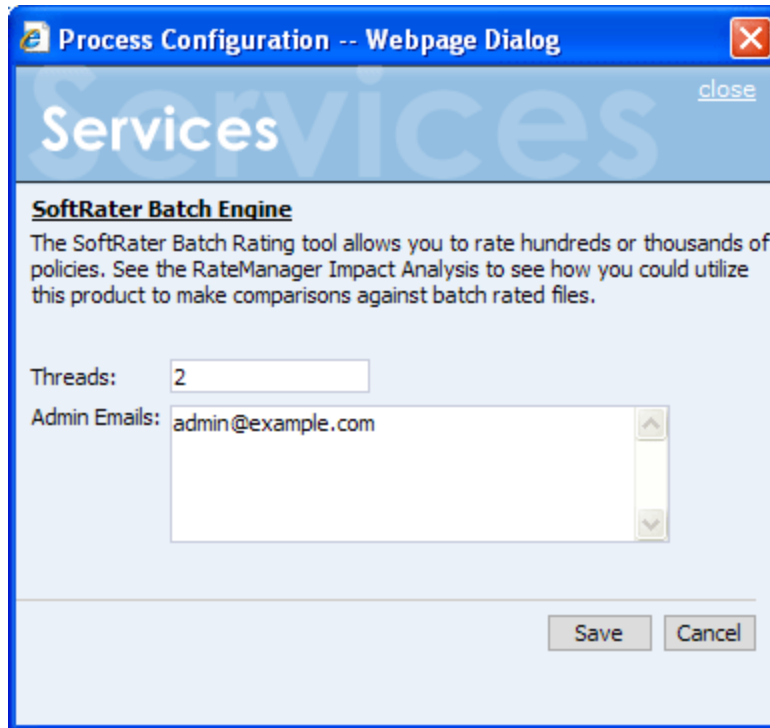 Process Configuration -- Webpage Dialog
close
Services
Services
SoftRater Batch Engine
The SoftRater Batch Rating tool allows you to rate hundreds or thousands of
policies. See the RateManager Impact Analysis to see how you could utilize
this product to make comparisons against batch rated files.
Threads: 2
Admin Emails: admin@example.com
Save Cancel